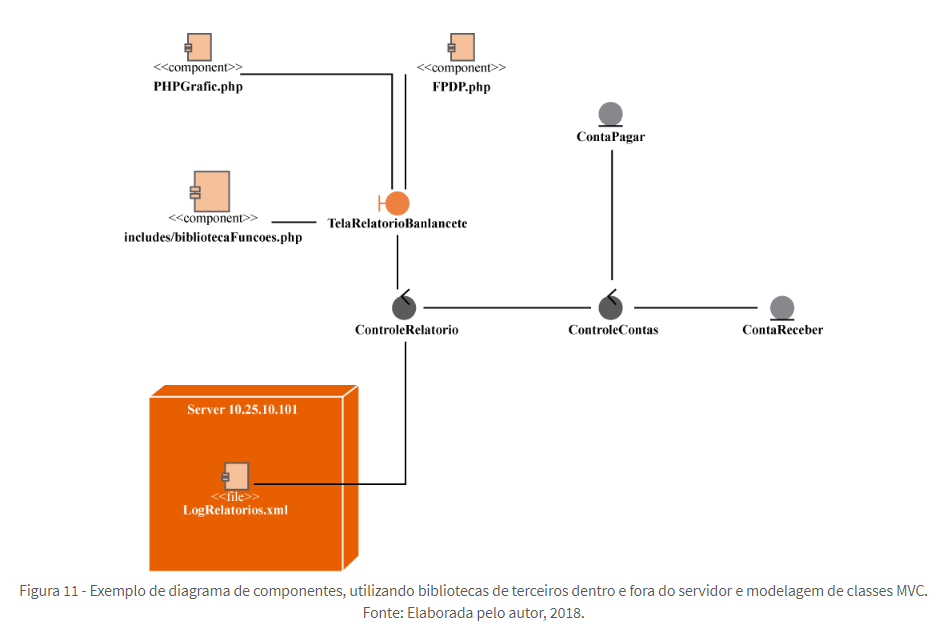 <<component>>
PHPGrafic.php
<<component>>
FPDP.php
ContaPagar
<<component>>
includes/bibliotecaFuncoes.php
TelaRelatorioBanlancete
ControleRelatorio
ControleContas
ContaReceber
Server 10.25.10.101
<<file>>
LogRelatorios.xml
Figura 11 - Exemplo de diagrama de componentes, utilizando bibliotecas de terceiros dentro e fora do servidor e modelagem de classes MVC.
Fonte: Elaborada pelo autor, 2018.